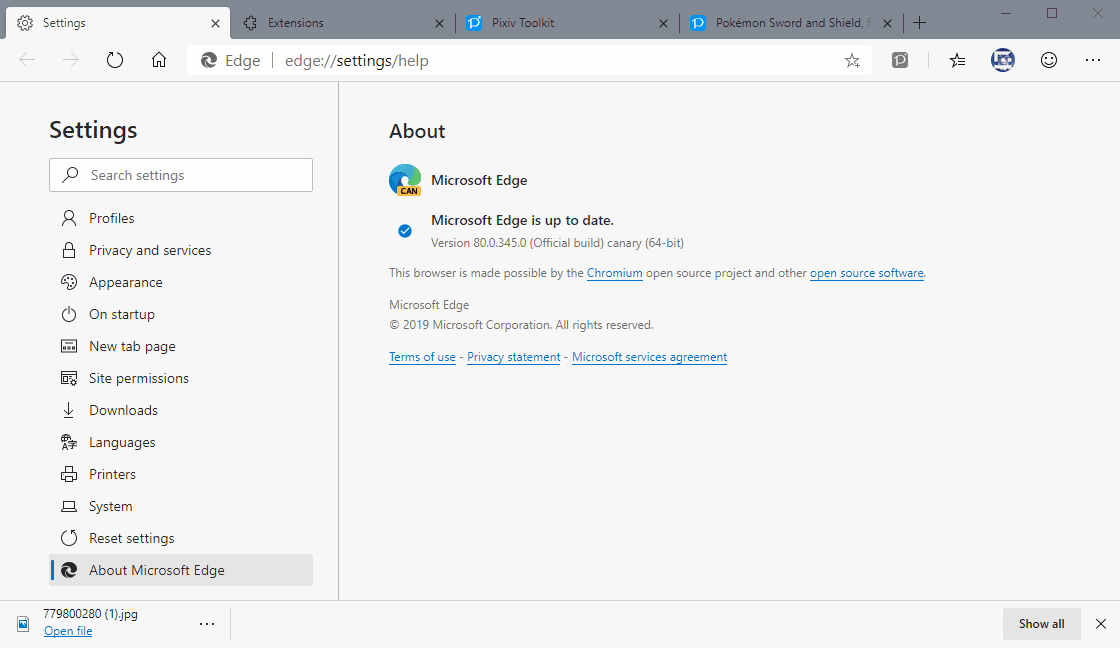 Settings
Extensions
Pixiv Toolkit
Pokémon Sword and Shield, f
Edge
edge://settings/help
Settings
Search settings
Profiles
Privacy and services
Appearance
On startup
New tab page
Site permissions
Downloads
Languages
Printers
System
Reset settings
About Microsoft Edge
About
CAN
Microsoft Edge
Microsoft Edge is up to date.
Version 80.0.345.0 (Official build) canary (64-bit)
This browser is made possible by the Chromium open source project and other open source software.
Microsoft Edge
© 2019 Microsoft Corporation. All rights reserved.
Terms of use - Privacy statement - Microsoft services agreement
779800280 (1).jpg
Open file
Show all